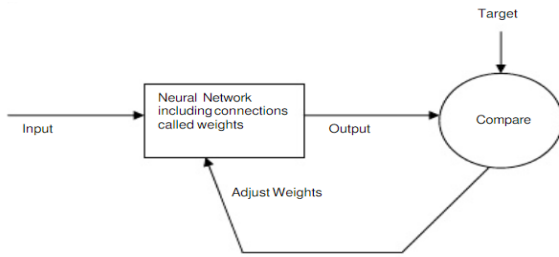 Target
Neural Network
including connections
called weights
Input
Output
Compare
Adjust Weights